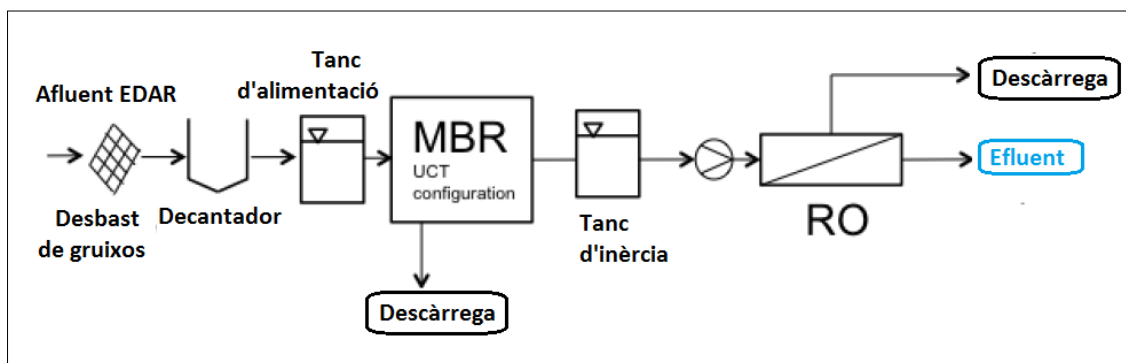 Afluent EDAR
Desbast
de gruixos
Decantador
Tanc
d'alimentació
MBR
UCT
configuration
Descàrrega
Tanc
d'inèrcia
RO
Descàrrega
Efluent